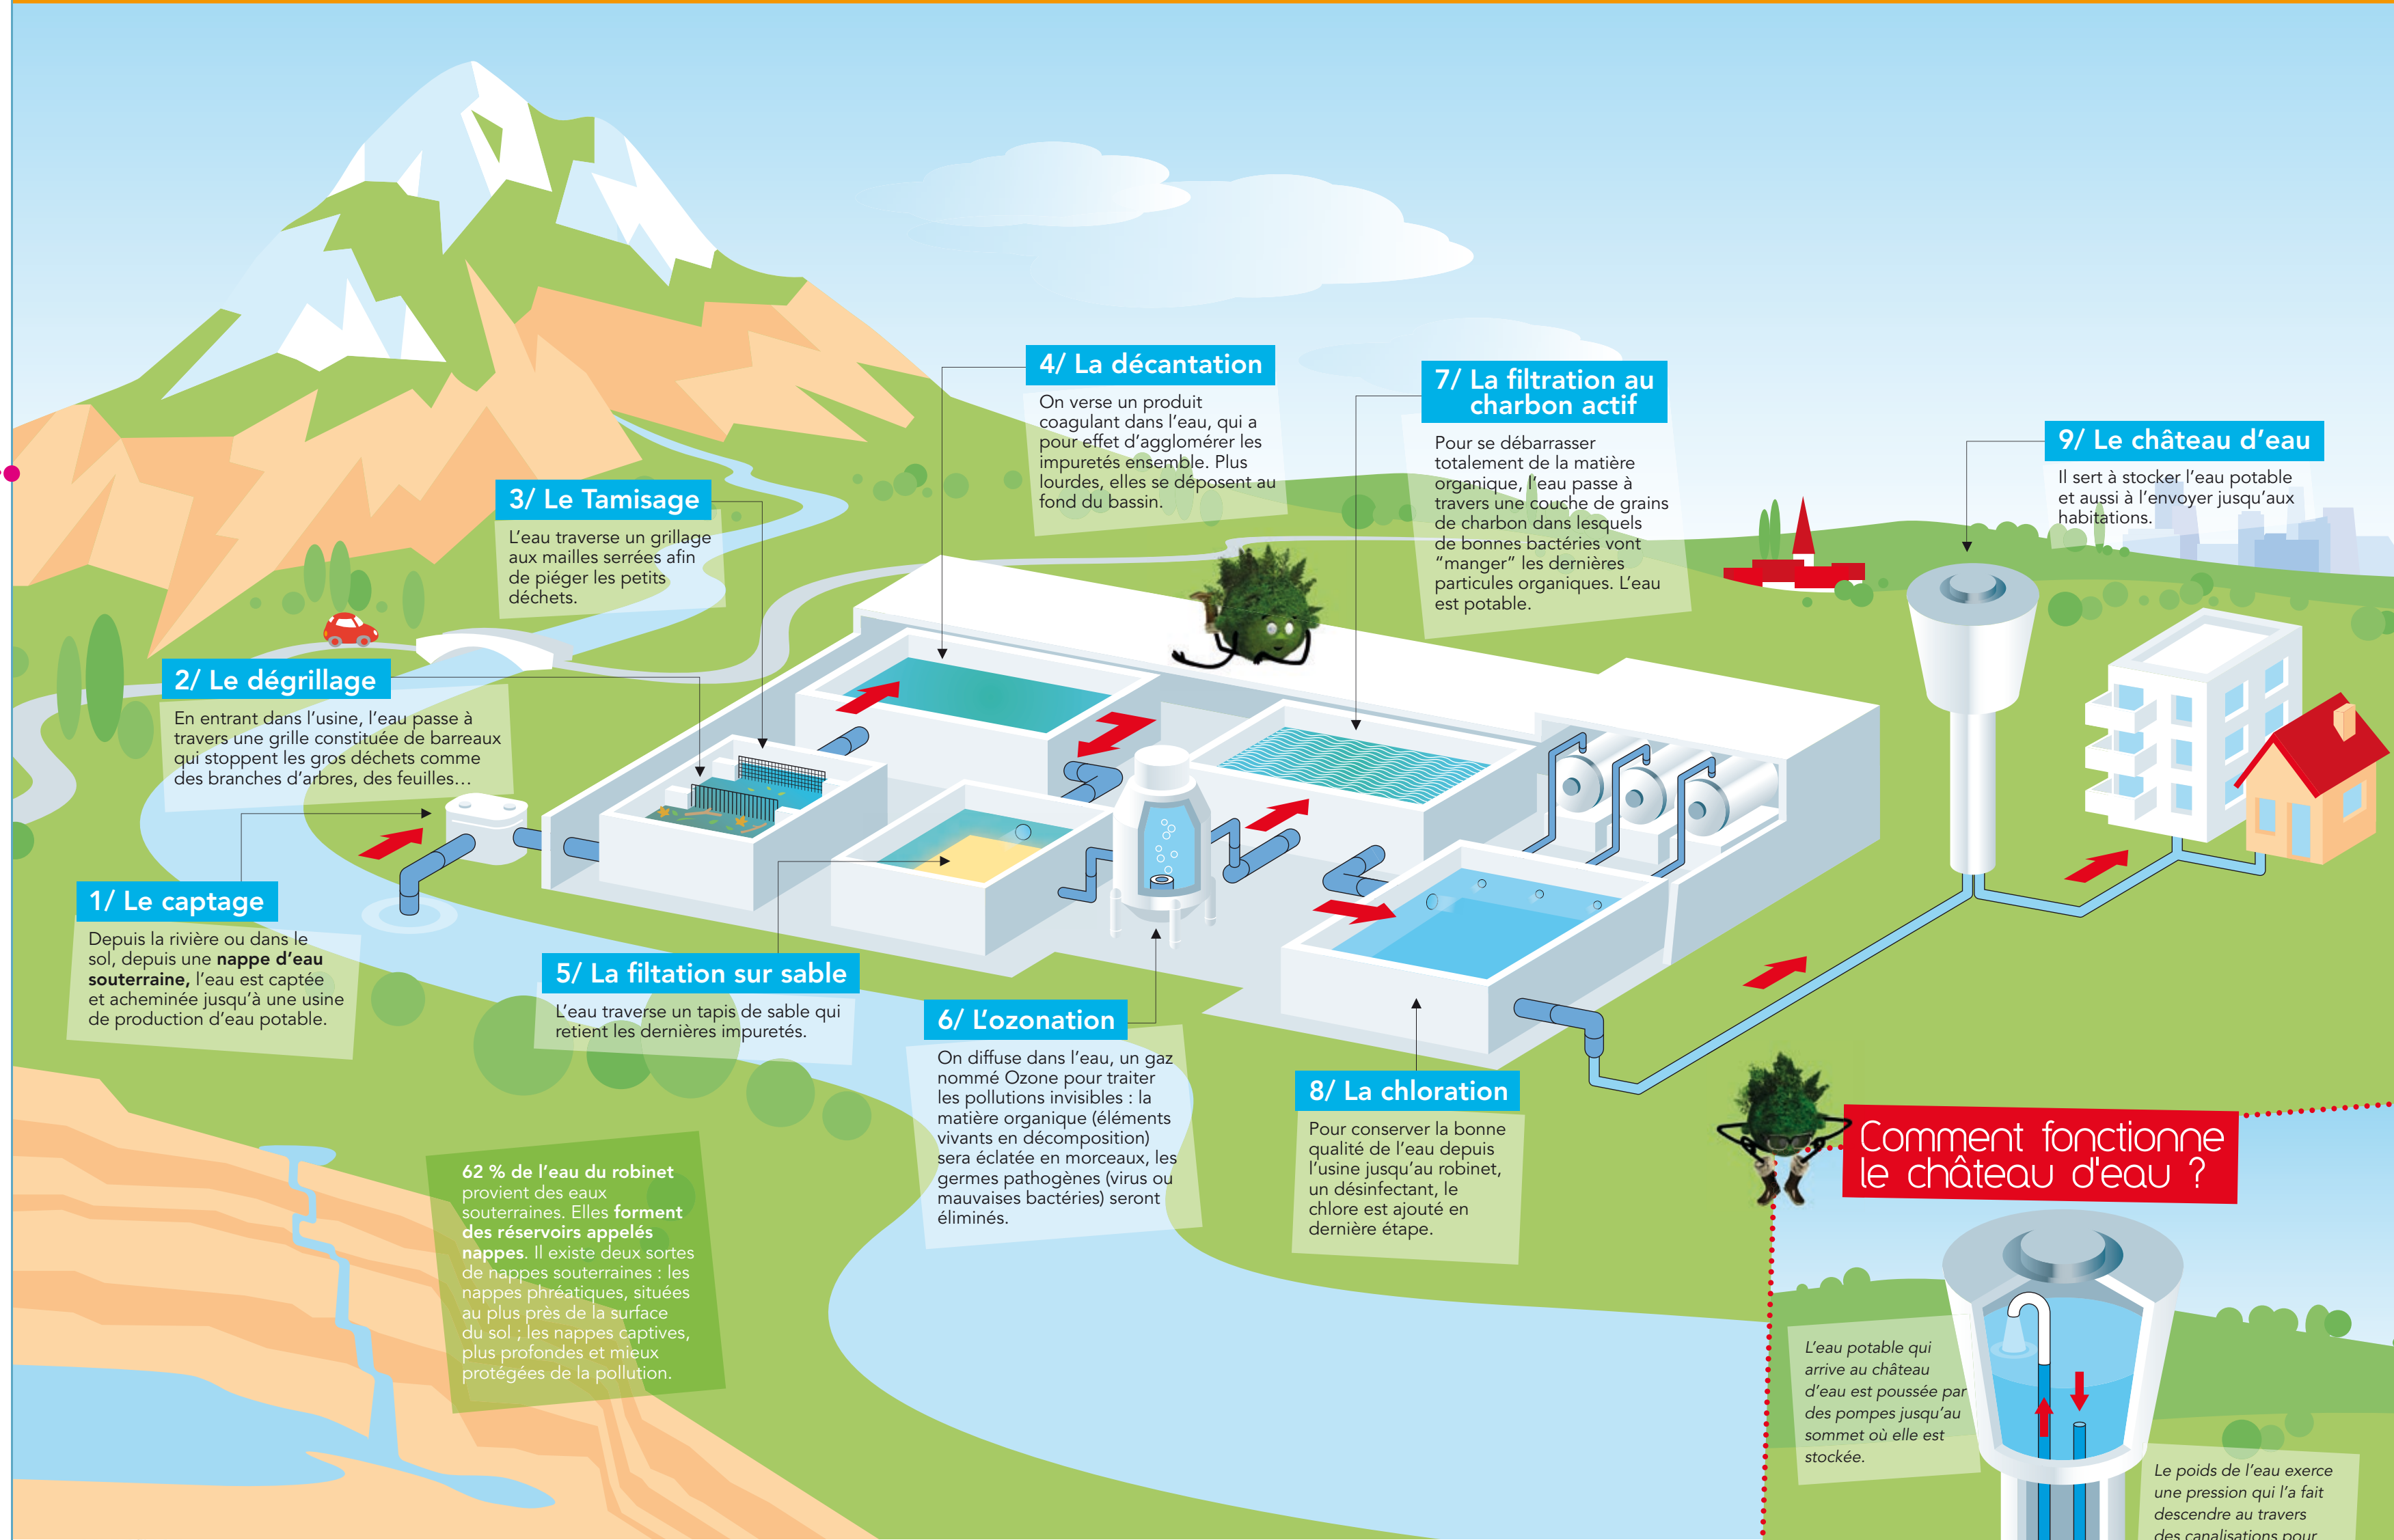 1/ Le captage
Depuis la rivière ou dans le
sol, depuis une nappe d'eau
souterraine, l'eau est captée
et acheminée jusqu'à une usine
de production d'eau potable.
2/ Le dégrillage
En entrant dans l'usine, l'eau passe à
travers une grille constituée de barreaux
qui stoppent les gros déchets comme
des branches d'arbres, des feuilles…
3/ Le Tamisage
L'eau traverse un grillage
aux mailles serrées afin
de piéger les petits
déchets.
4/ La décantation
On verse un produit
coagulant dans l'eau, qui a
pour effet d'agglomérer les
impuretés ensemble. Plus
lourdes, elles se déposent au
fond du bassin.
5/ La filtation sur sable
L'eau traverse un tapis de sable qui
retient les dernières impuretés.
6/ L'ozonation
On diffuse dans l'eau, un gaz
nommé Ozone pour traiter
les pollutions invisibles : la
matière organique (éléments
vivants en décomposition)
sera éclatée en morceaux, les
germes pathogènes (virus ou
mauvaises bactéries) seront
éliminés.
7/ La filtration au
charbon actif
Pour se débarrasser
totalement de la matière
organique, l'eau passe à
travers une couche de grains
de charbon dans lesquels
de bonnes bactéries vont
“manger” les dernières
particules organiques. L'eau
est potable.
8/ La chloration
Pour conserver la bonne
qualité de l'eau depuis
l'usine jusqu'au robinet,
un désinfectant, le
chlore est ajouté en
dernière étape.
9/ Le château d'eau
Il sert à stocker l'eau potable
et aussi à l'envoyer jusqu'aux
habitations.
62 % de l'eau du robinet
provient des eaux
souterraines. Elles forment
des réservoirs appelés
nappes. Il existe deux sortes
de nappes souterraines : les
nappes phréatiques, situées
au plus près de la surface
du sol ; les nappes captives,
plus profondes et mieux
protégées de la pollution.
Comment fonctionne
le château d'eau ?
L'eau potable qui
arrive au château
d'eau est poussée par
des pompes jusqu'au
sommet où elle est
stockée.
Le poids de l'eau exerce
une pression qui l'a fait
descendre au travers
des canalisations pour